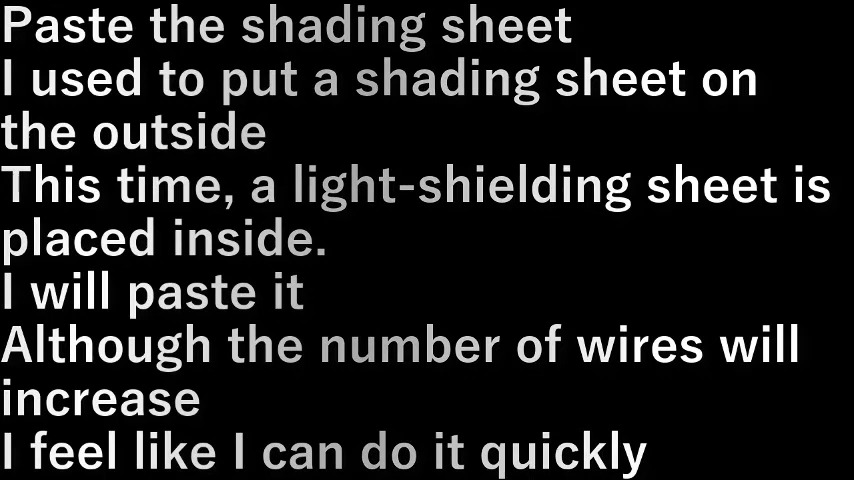 Paste the shading sheet
I used to put a shading sheet on
the outside
This time, a light-shielding sheet is
placed inside.
I will paste it
Although the number of wires will
increase
I feel like I can do it quickly